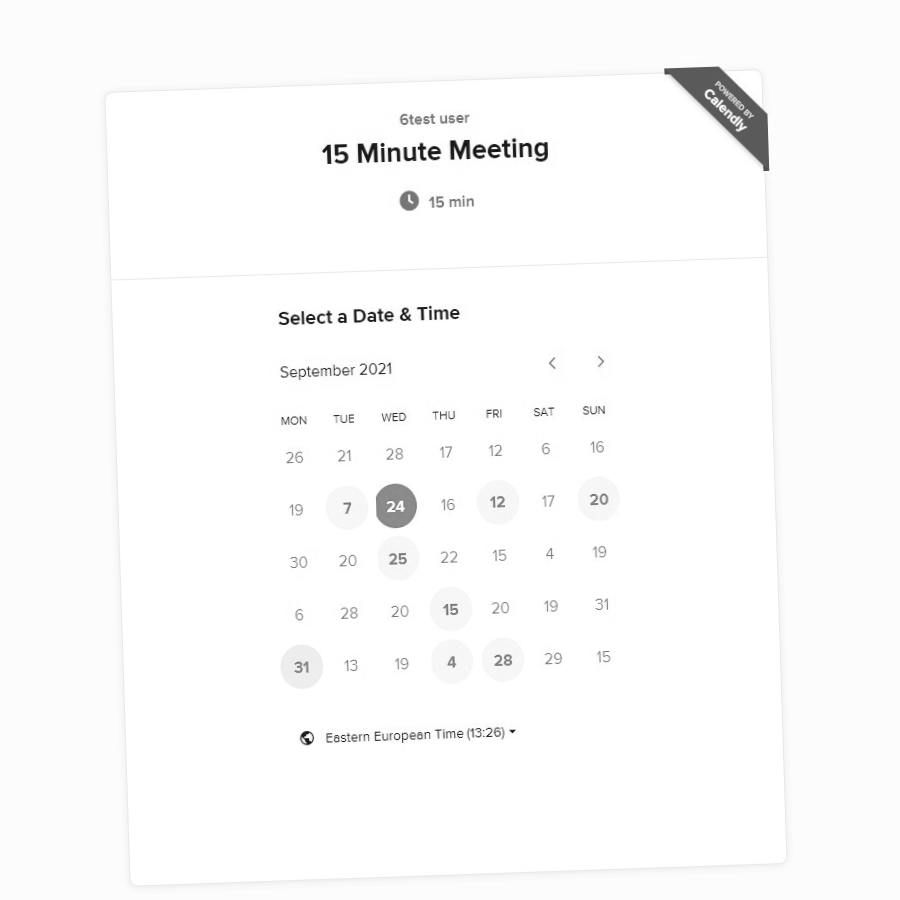 POWERED BY
Calendly
6test user
15 Minute Meeting
15 min
Select a Date & Time
September 2021
MON TUE WED THU FRI SAT SUN
26 21 28 17 12 6 16
19 7 24 16 12 17 20
30 20 25 22 15 4 19
6 28 20 15 20 19 31
31 13 19 4 28 29 15
Eastern European Time (13:26)